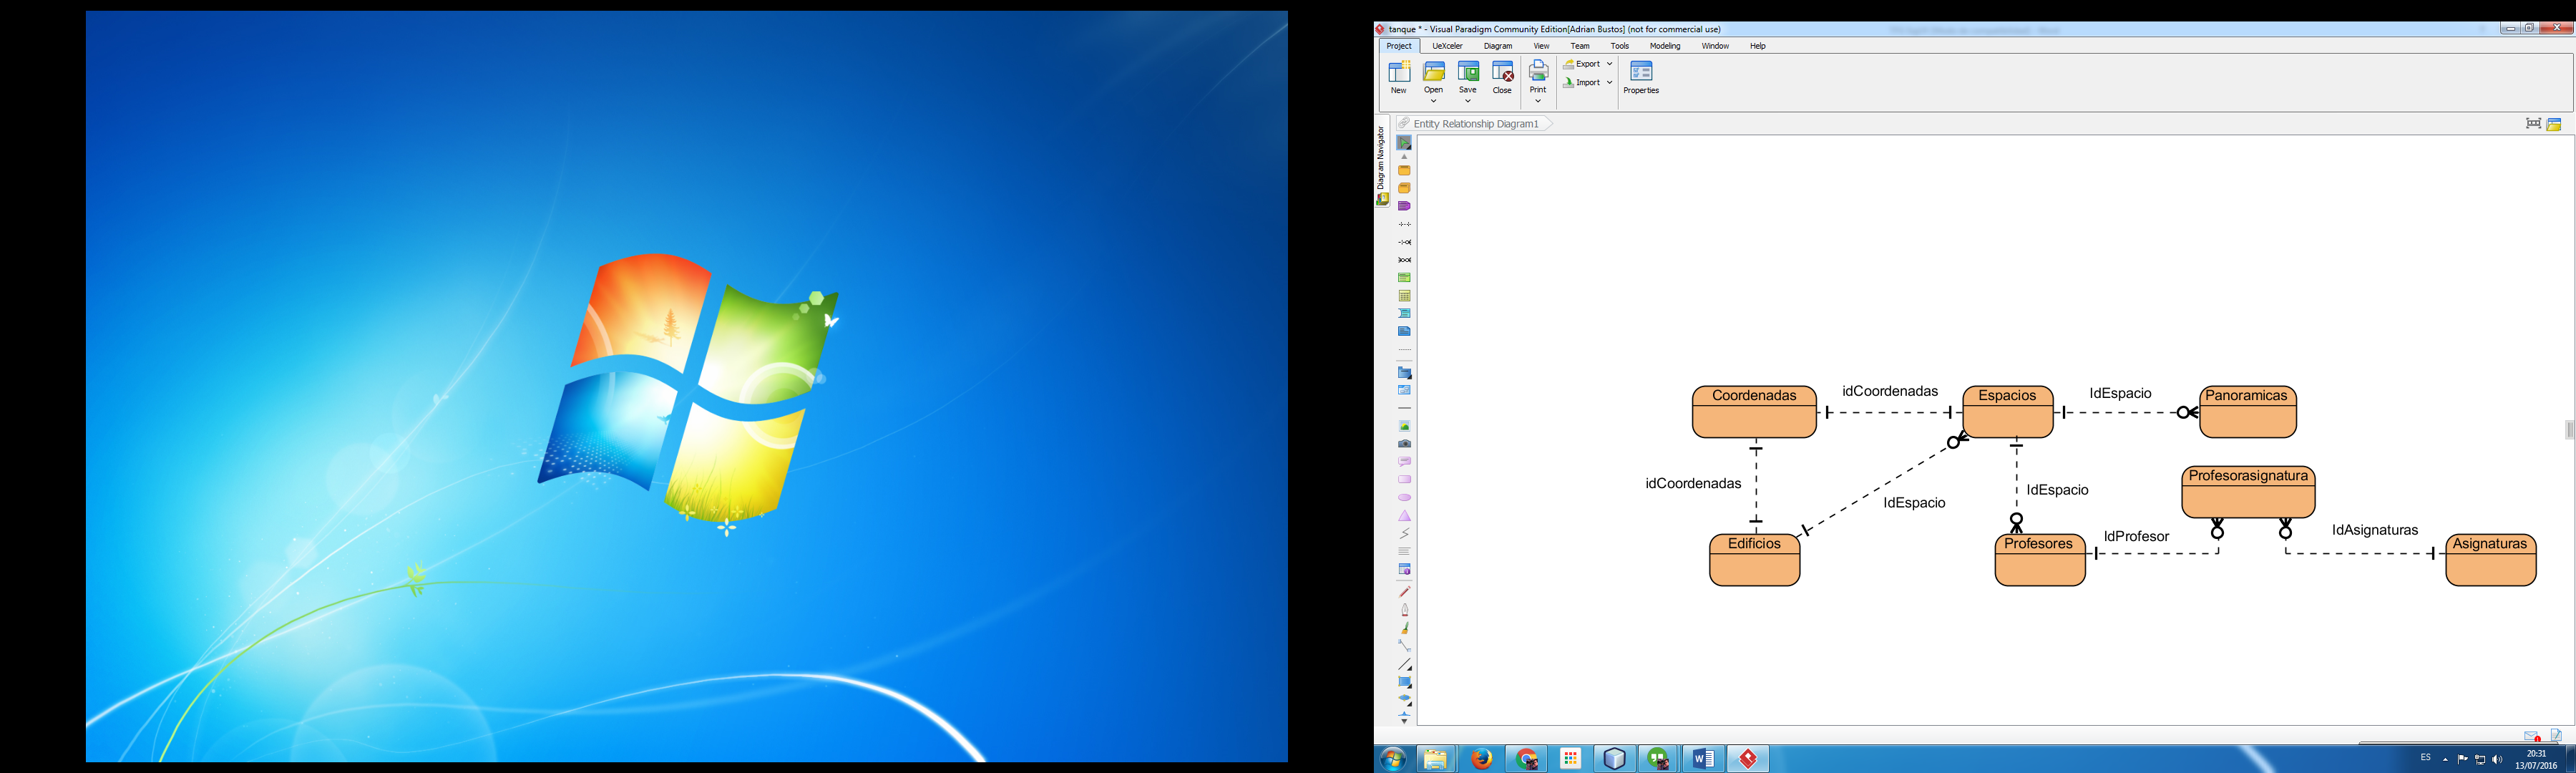 tanque * - Visual Paradigm Community Edition[Adrian Bustos] (not for commercial use)
Project UeXceler Diagram View Team Tools Modeling Window Help
New Open Save Close Print Export Import Properties
Entity Relationship Diagram1
Diagram Navigator
Coordenadas idCoordenadas Espacios IdEspacio Panoramicas
idCoordenadas IdEspacio IdEspacio Profesorasignatura
Edificios Profesores IdProfesor IdAsignaturas Asignaturas
ES 20:31
13/07/2016